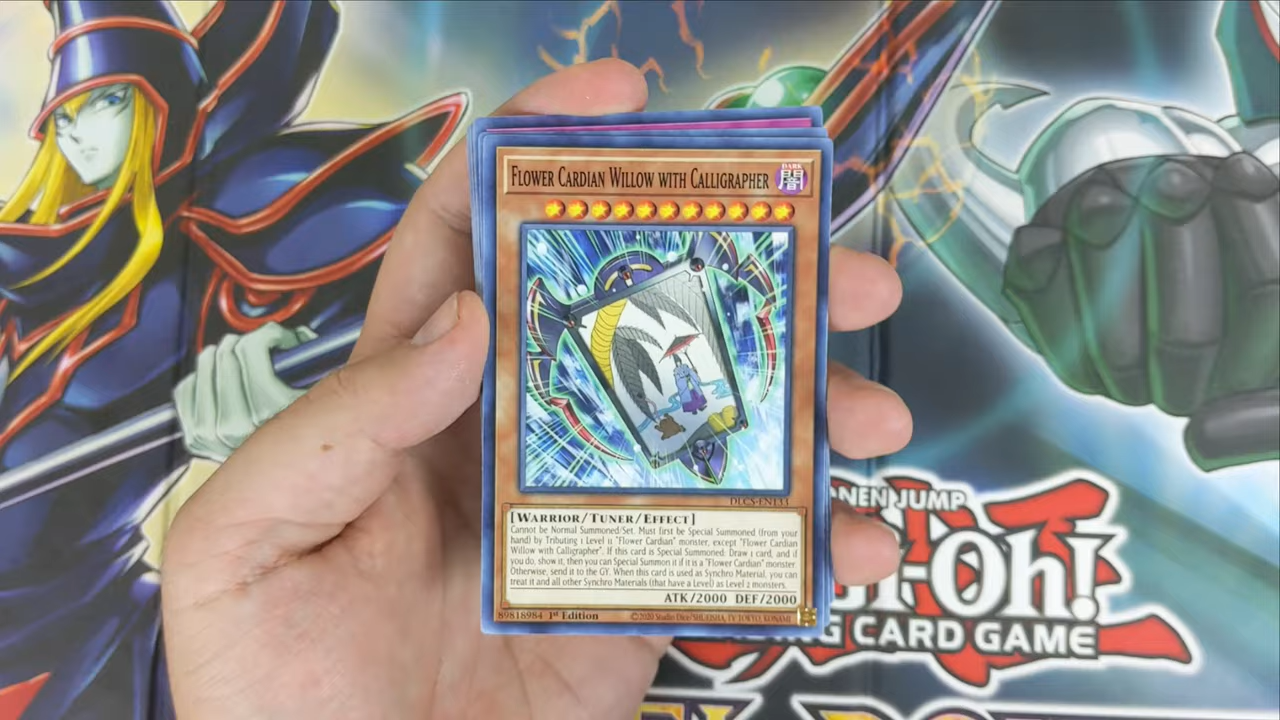 FLOWER CARDIAN WILLOW WITH CALLIGRAPHER
DARK
闇
DLCS-EN133
[WARRIOR/TUNER/EFFECT]
Cannot be Normal Summoned/Set. Must first be Special Summoned (from your
hand) by Tributing 1 Level 11 "Flower Cardian" monster, except "Flower Cardian
Willow with Calligrapher". If this card is Special Summoned: Draw 1 card, and if
you do, show it, then you can Special Summon it if it is a "Flower Cardian" monster.
Otherwise, send it to the GY. When this card is used as Synchro Material, you can
treat it and all other Synchro Materials (that have a Level) as Level 2 monsters.
ATK/2000 DEF/2000
89818984 1st Edition ©2020 Studio Dice/SHUEISHA, TV TOKYO, KONAMI
NEN JUMP
-Oh!
NG CARD GAME